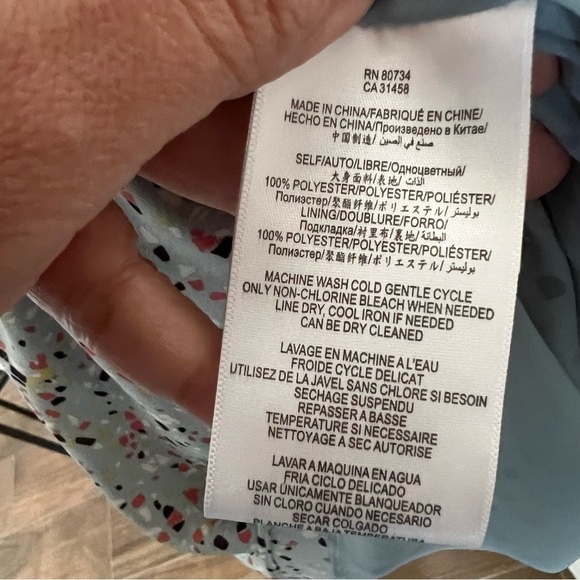 RN 80734
CA 31458
MADE IN CHINA/FABRIQUÉ EN CHINE/
HECHO EN CHINA/Произведено в Китае/
中国制造/ صنع في الصين
SELF/AUTO/LIBRE/Одноцветный/
大身面料/表地/ الذات
100% POLYESTER/POLYESTER/POLIÉSTER/
Полиэстер/聚酯纤维/ポリエステル/بوليستر
LINING/DOUBLURE/FORRO/
Подкладка/衬里布/裏地/البطانة
100% POLYESTER/POLYESTER/POLIÉSTER/
Полиэстер/聚酯纤维/ポリエステル/بوليستر
MACHINE WASH COLD GENTLE CYCLE
ONLY NON-CHLORINE BLEACH WHEN NEEDED
LINE DRY, COOL IRON IF NEEDED
CAN BE DRY CLEANED
LAVAGE EN MACHINE A L'EAU
FROIDE CYCLE DELICAT
UTILISEZ DE LA JAVEL SANS CHLORE SI BESOIN
SECHAGE SUSPENDU
REPASSER A BASSE
TEMPERATURE SI NECESSAIRE
NETTOYAGE A SEC AUTORISE
LAVAR A MAQUINA EN AGUA
FRIA CICLO DELICADO
USAR ÚNICAMENTE BLANQUEADOR
SIN CLORO CUANDO NECESARIO
SECAR COLGADO
PLANCHE A BAJA TEMPERATURA